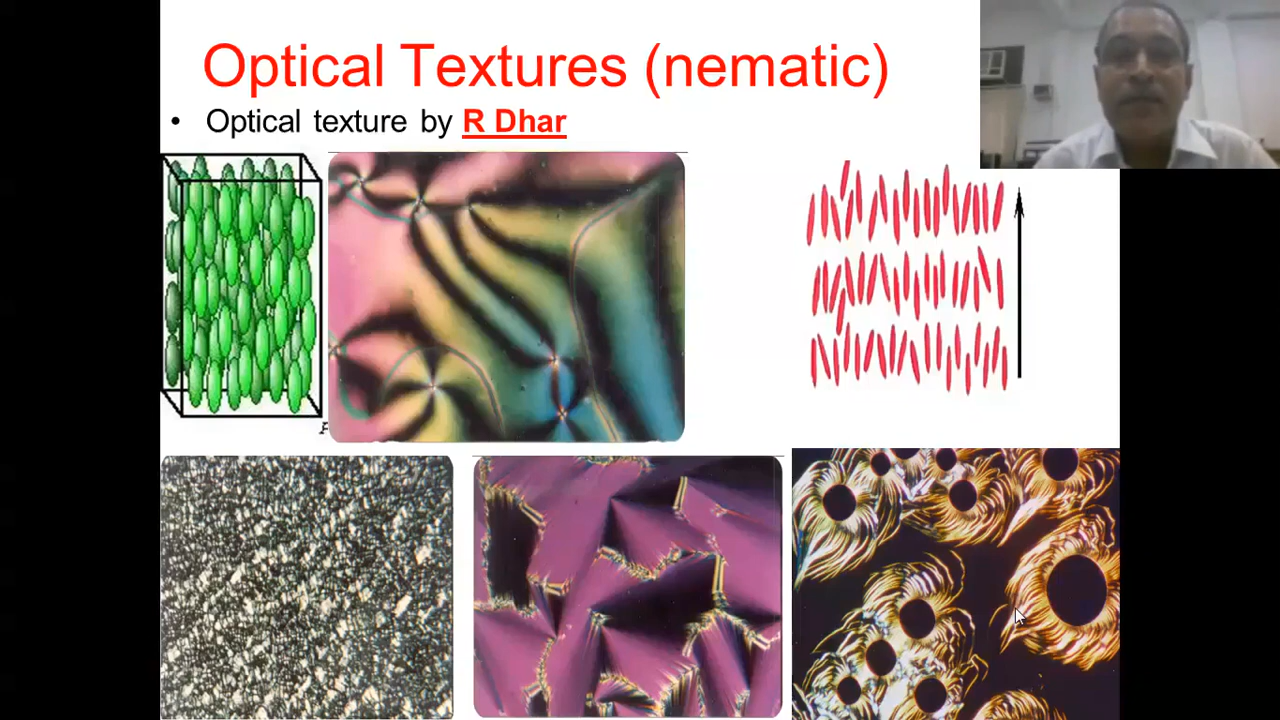 Optical Textures (nematic)
• Optical texture by R Dhar